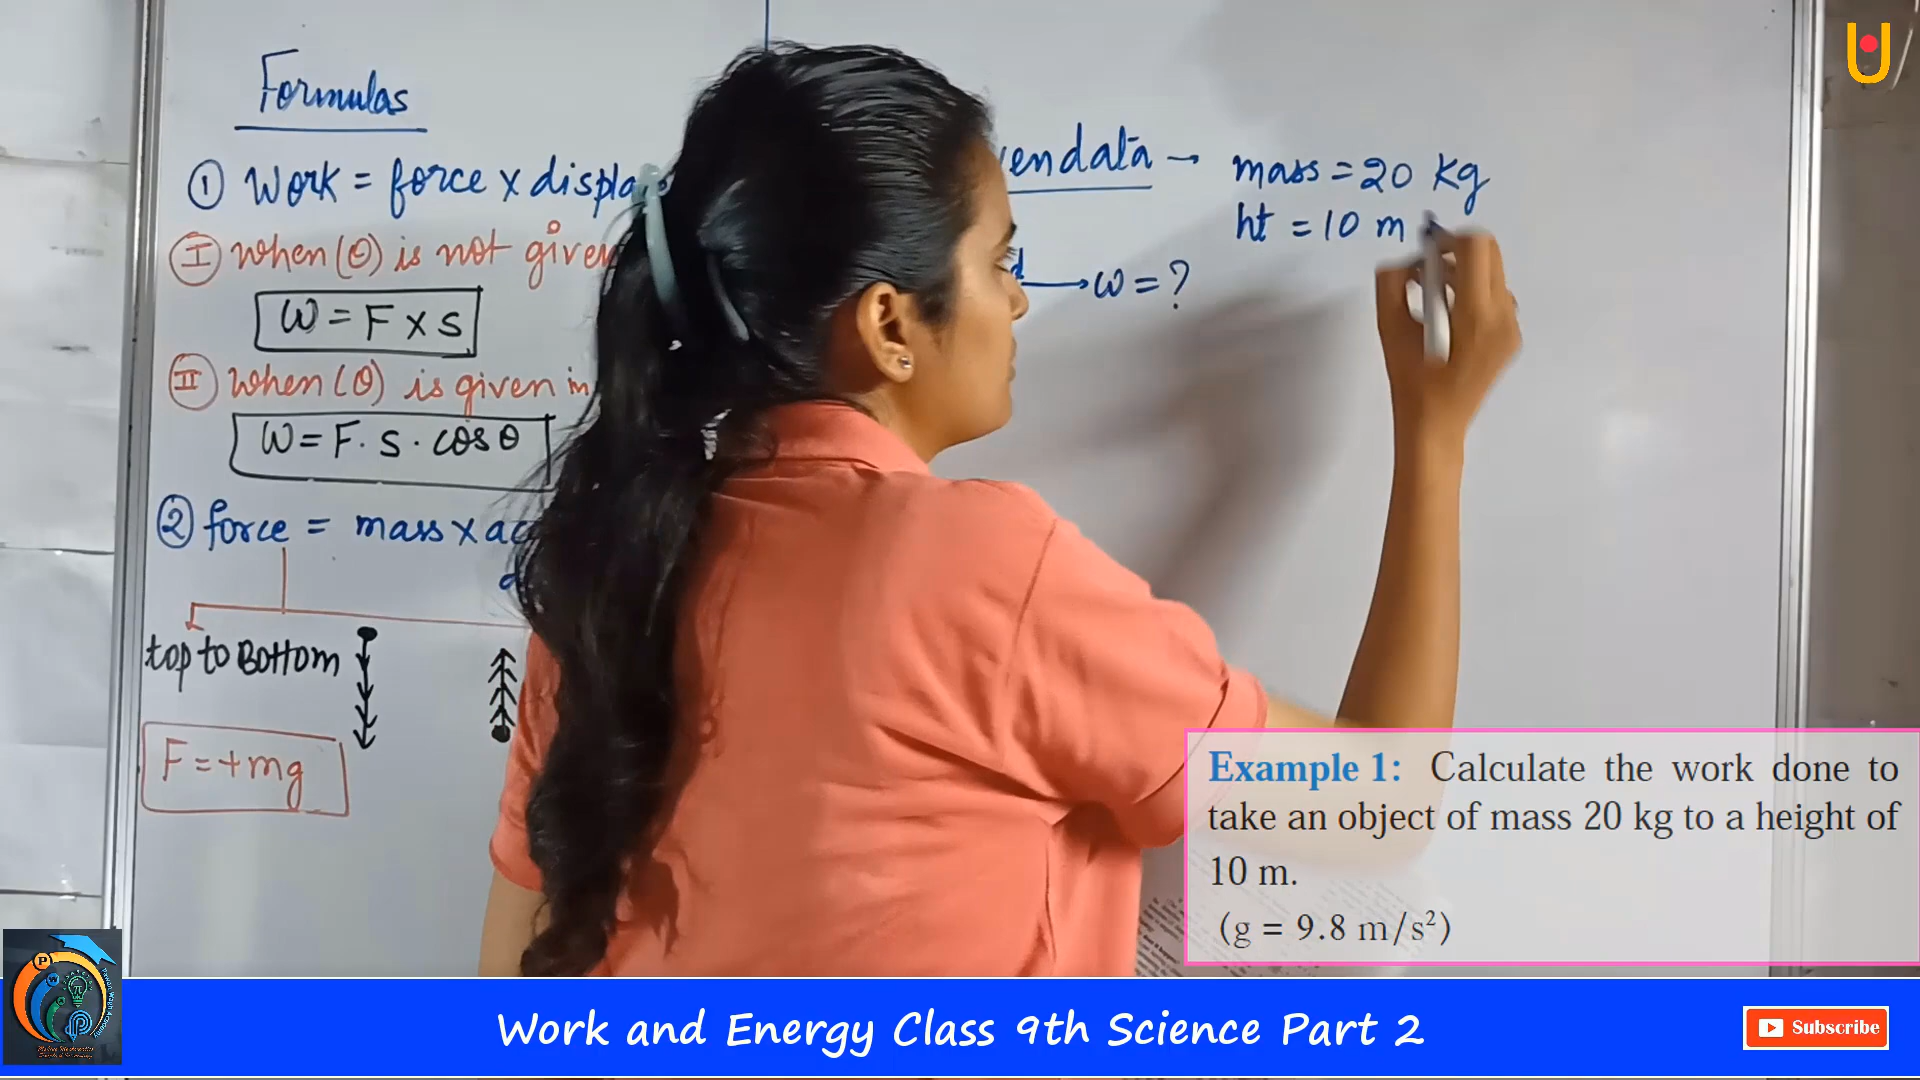 Formulas
① Work = force x displa
Ⅰ when (θ) is not given
W = F x s
Ⅱ when (θ) is given in
W = F · s · cosθ
② force = mass x ac
top to Bottom
F = +mg
ven data → mass = 20 kg
ht = 10 m
d → W = ?
Example 1: Calculate the work done to
take an object of mass 20 kg to a height of
10 m.
(g = 9.8 m/s²)
Work and Energy Class 9th Science Part 2
Subscribe